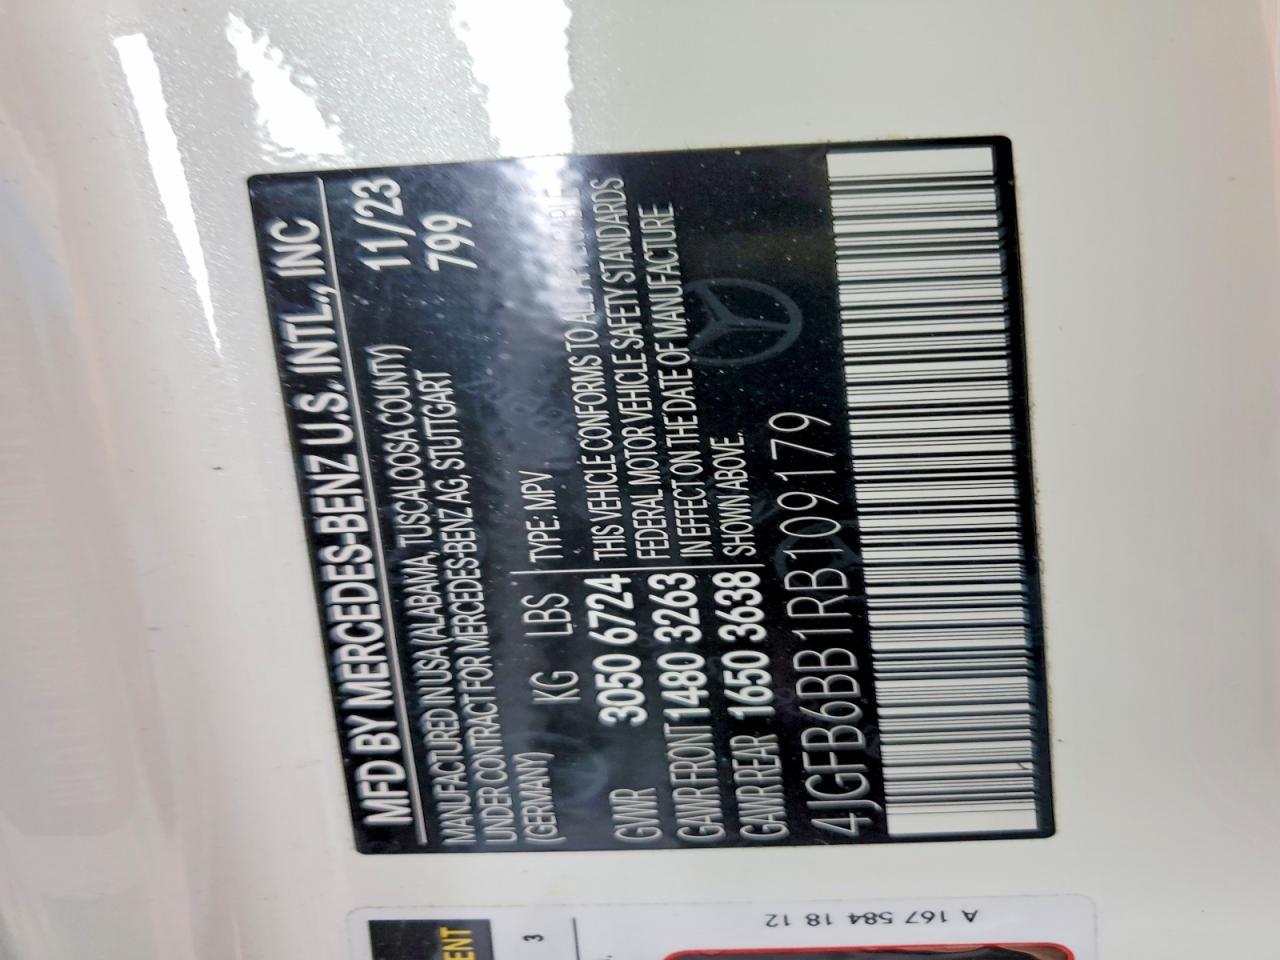 MFD BY MERCEDES-BENZ U.S. INTL., INC
MANUFACTURED IN USA (ALABAMA, TUSCALOOSA COUNTY) 11/23
UNDER CONTRACT FOR MERCEDES-BENZ AG, STUTTGART 799
(GERMANY)
KG LBS TYPE: MPV
GVWR 3050 6724 THIS VEHICLE CONFORMS TO ALL APPLICABLE
GAWR FRONT 1480 3263 FEDERAL MOTOR VEHICLE SAFETY STANDARDS
GAWR REAR 1650 3638 IN EFFECT ON THE DATE OF MANUFACTURE
SHOWN ABOVE.
4JGFB6BB1RB109179
ENT
3
A 167 584 18 12